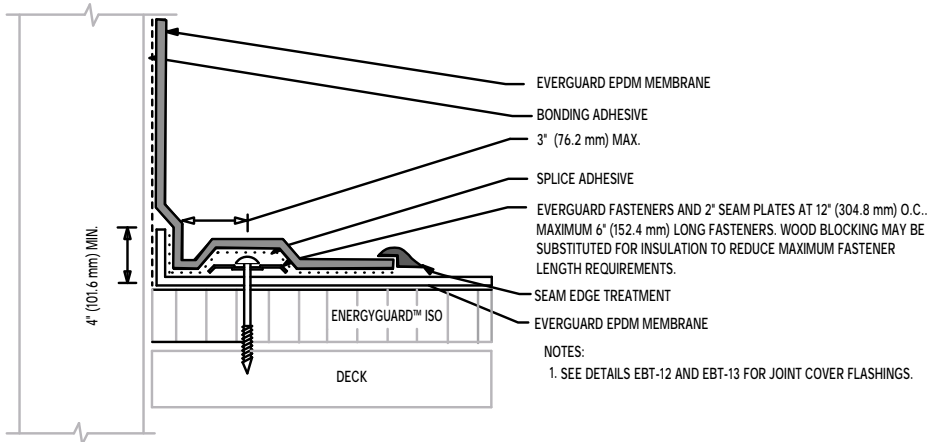 EVERGUARD EPDM MEMBRANE
BONDING ADHESIVE
3" (76.2 mm) MAX.
SPLICE ADHESIVE
EVERGUARD FASTENERS AND 2" SEAM PLATES AT 12" (304.8 mm) O.C..
MAXIMUM 6" (152.4 mm) LONG FASTENERS. WOOD BLOCKING MAY BE
SUBSTITUTED FOR INSULATION TO REDUCE MAXIMUM FASTENER
LENGTH REQUIREMENTS.
SEAM EDGE TREATMENT
EVERGUARD EPDM MEMBRANE
4" (101.6 mm) MIN.
ENERGYGUARD™ ISO
DECK
NOTES:
1. SEE DETAILS EBT-12 AND EBT-13 FOR JOINT COVER FLASHINGS.